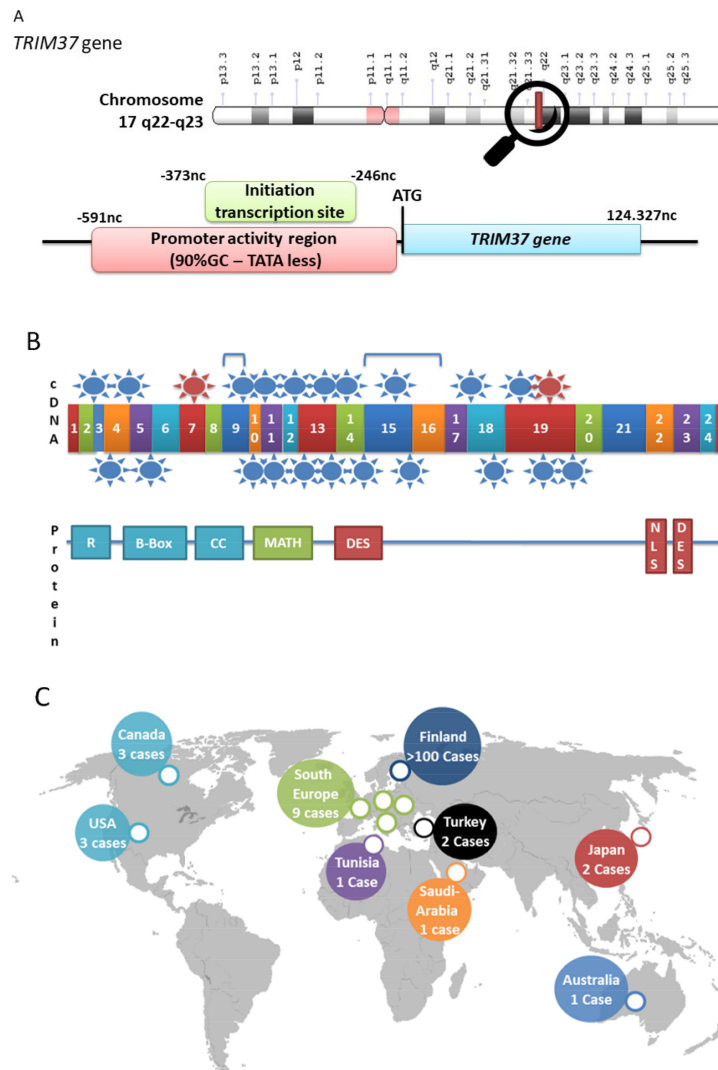 A
TRIM37 gene
p13.3
p13.2
p13.1
p12
p11.2
p11.1
q11.1
q11.2
q12
q21.1
q21.2
q21.31
q21.32
q21.33
q22
q23.1
q23.2
q23.3
q24.2
q24.3
q25.1
q25.2
q25.3
Chromosome
17 q22-q23
-373nc
-246nc
Initiation
transcription site
ATG
-591nc
124.327nc
Promoter activity region
(90%GC – TATA less)
TRIM37 gene
B
cDNA
1 2 3 4 5 6 7 8 9 10 11 12 13 14 15 16 17 18 19 20 21 22 23 24
Protein
R
B-Box
CC
MATH
DES
NLS
DES
C
Canada
3 cases
Finland
>100 Cases
South
Europe
9 cases
USA
3 cases
Turkey
2 Cases
Japan
2 Cases
Tunisia
1 Case
Saudi-
Arabia
1 case
Australia
1 Case